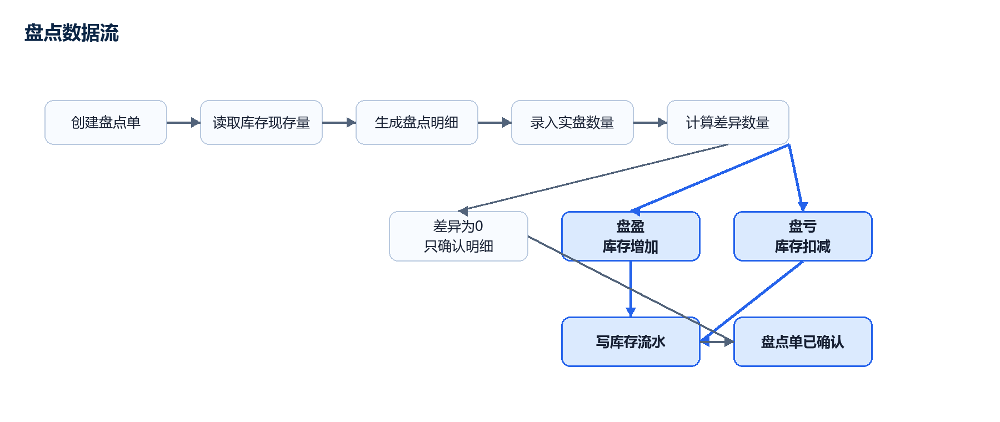 盘点数据流
创建盘点单
读取库存现存量
生成盘点明细
录入实盘数量
计算差异数量
差异为0
只确认明细
盘盈
库存增加
盘亏
库存扣减
写库存流水
盘点单已确认